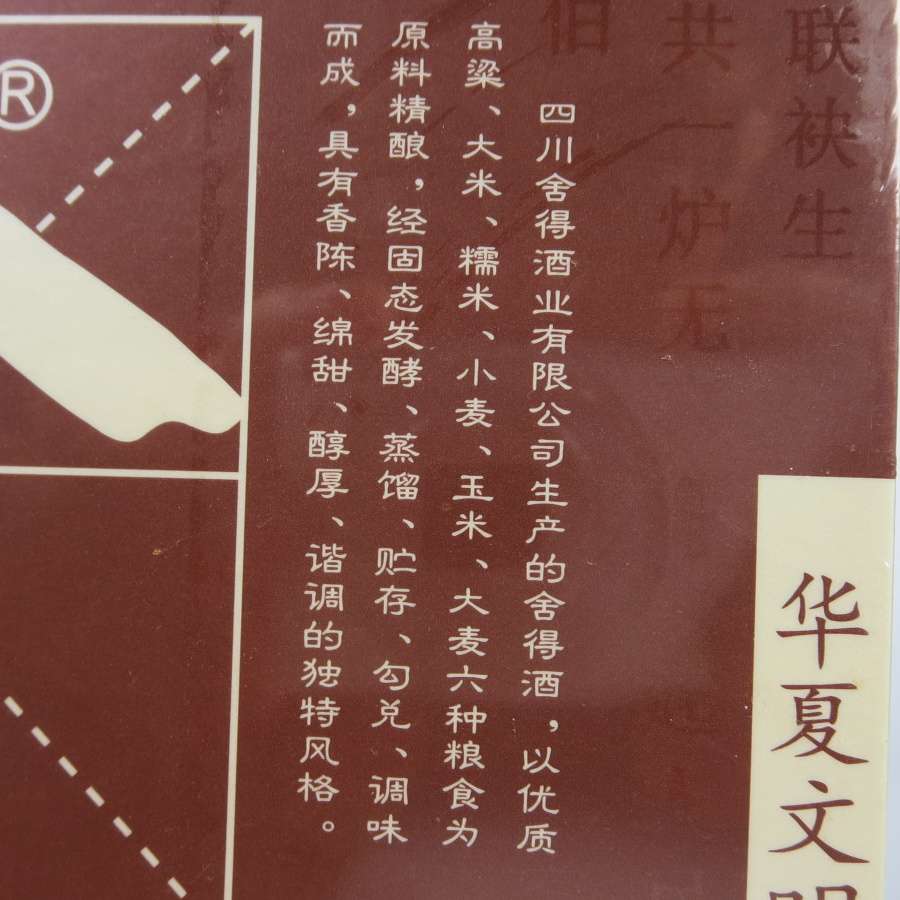 联袂生
共一炉无
伯
四川舍得酒业有限公司生产的舍得酒，以优质
高粱、大米、糯米、小麦、玉米、大麦六种粮食为
原料精酿，经固态发酵、蒸馏、贮存、勾兑、调味
而成，具有香陈、绵甜、醇厚、谐调的独特风格。
®
华夏文明